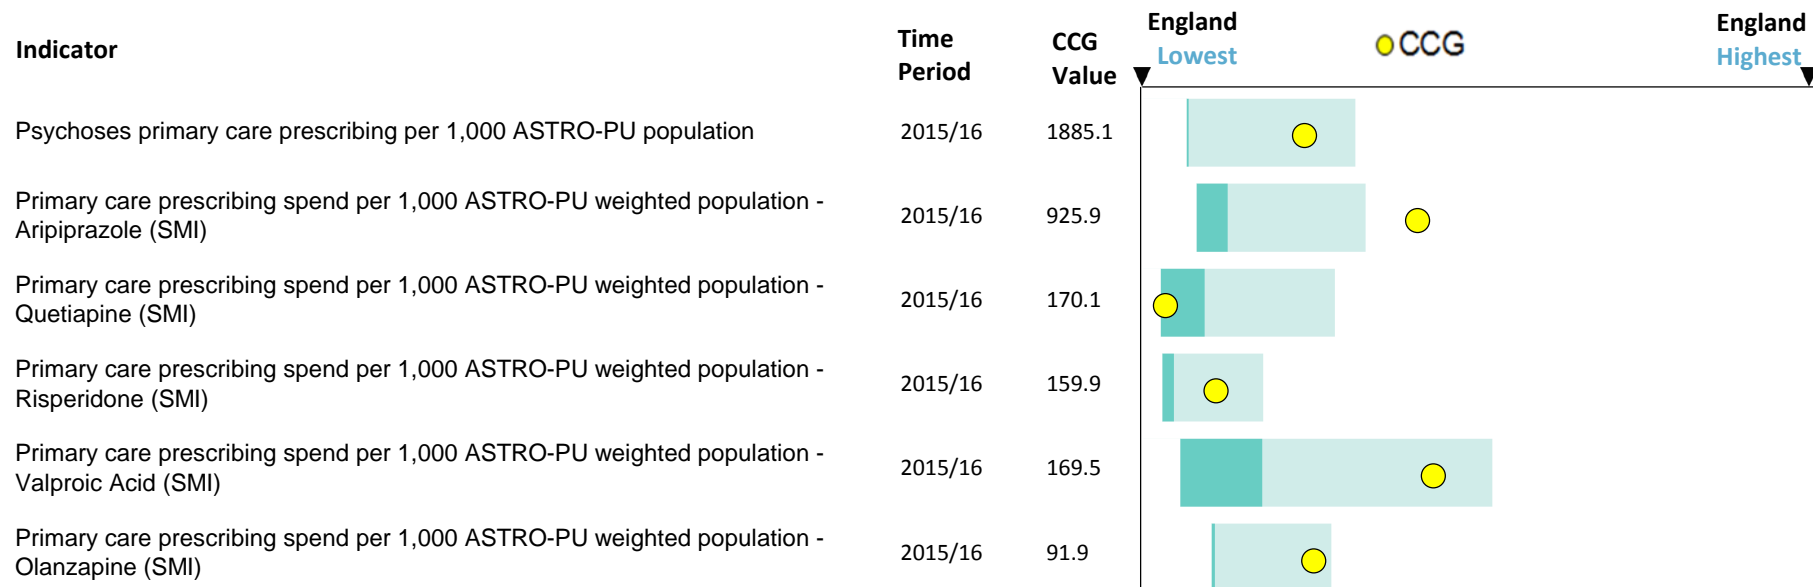 Indicator
Time
Period
CCG
Value
England
Lowest
CCG
England
Highest
Psychoses primary care prescribing per 1,000 ASTRO-PU population
2015/16
1885.1
Primary care prescribing spend per 1,000 ASTRO-PU weighted population -
Aripiprazole (SMI)
2015/16
925.9
Primary care prescribing spend per 1,000 ASTRO-PU weighted population -
Quetiapine (SMI)
2015/16
170.1
Primary care prescribing spend per 1,000 ASTRO-PU weighted population -
Risperidone (SMI)
2015/16
159.9
Primary care prescribing spend per 1,000 ASTRO-PU weighted population -
Valproic Acid (SMI)
2015/16
169.5
Primary care prescribing spend per 1,000 ASTRO-PU weighted population -
Olanzapine (SMI)
2015/16
91.9